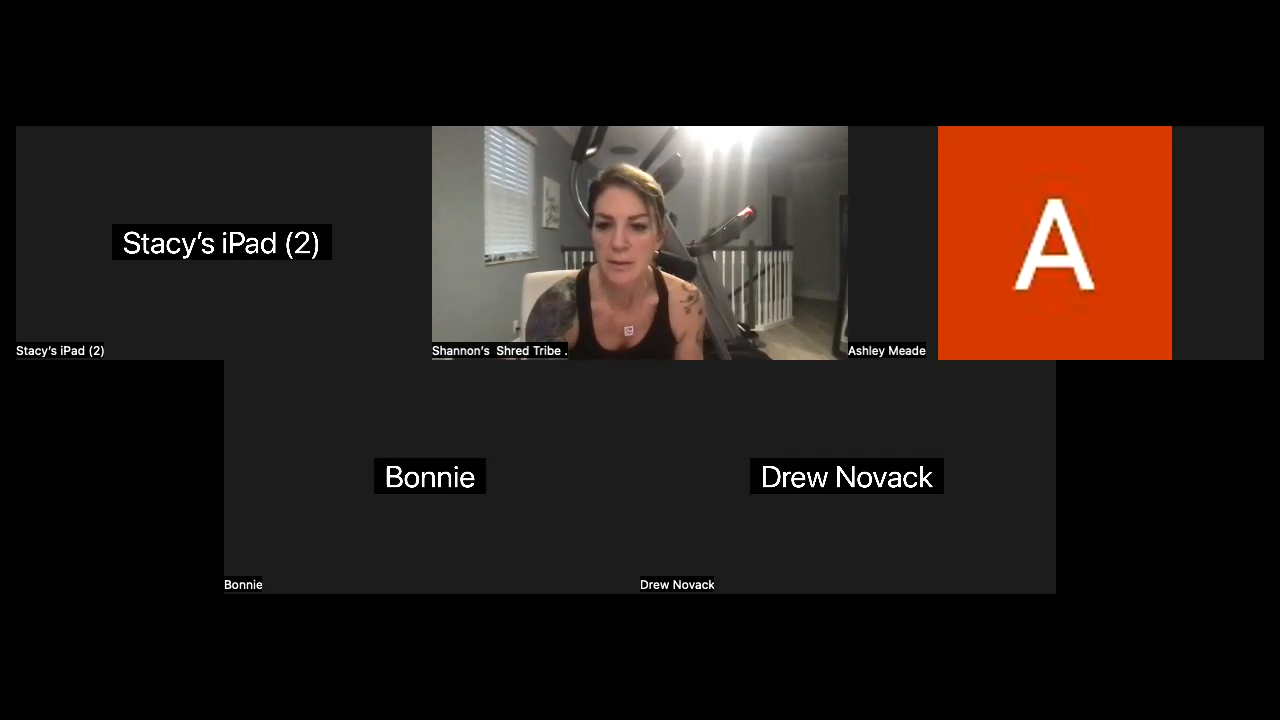 Stacy's iPad (2)
A
Stacy's iPad (2)
Shannon's  Shred Tribe .
Ashley Meade
Bonnie
Drew Novack
Bonnie
Drew Novack